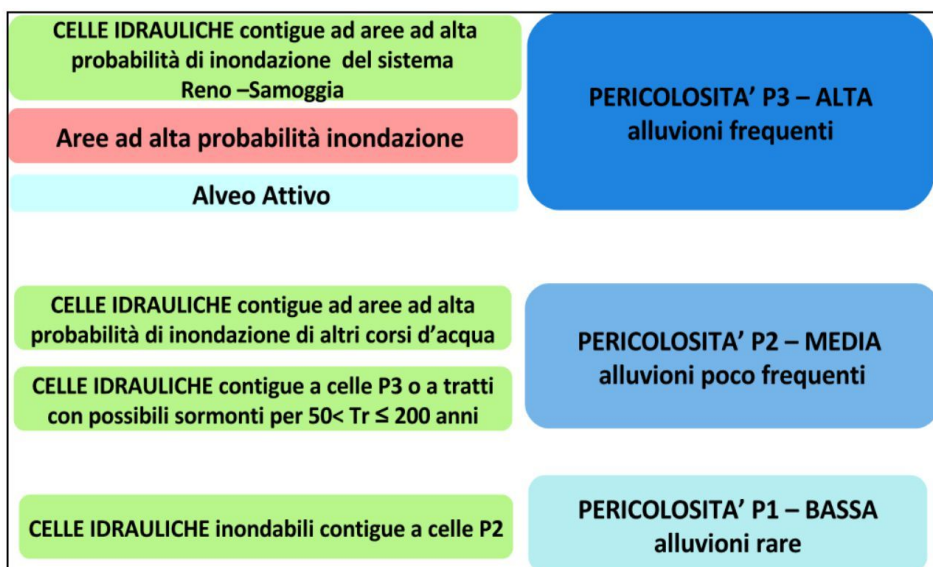 CELLE IDRAULICHE contigue ad aree ad alta
probabilità di inondazione del sistema
Reno –Samoggia
Aree ad alta probabilità inondazione
Alveo Attivo
PERICOLOSITA’ P3 – ALTA
alluvioni frequenti
CELLE IDRAULICHE contigue ad aree ad alta
probabilità di inondazione di altri corsi d’acqua
CELLE IDRAULICHE contigue a celle P3 o a tratti
con possibili sormonti per 50< Tr ≤ 200 anni
PERICOLOSITA’ P2 – MEDIA
alluvioni poco frequenti
CELLE IDRAULICHE inondabili contigue a celle P2
PERICOLOSITA’ P1 – BASSA
alluvioni rare